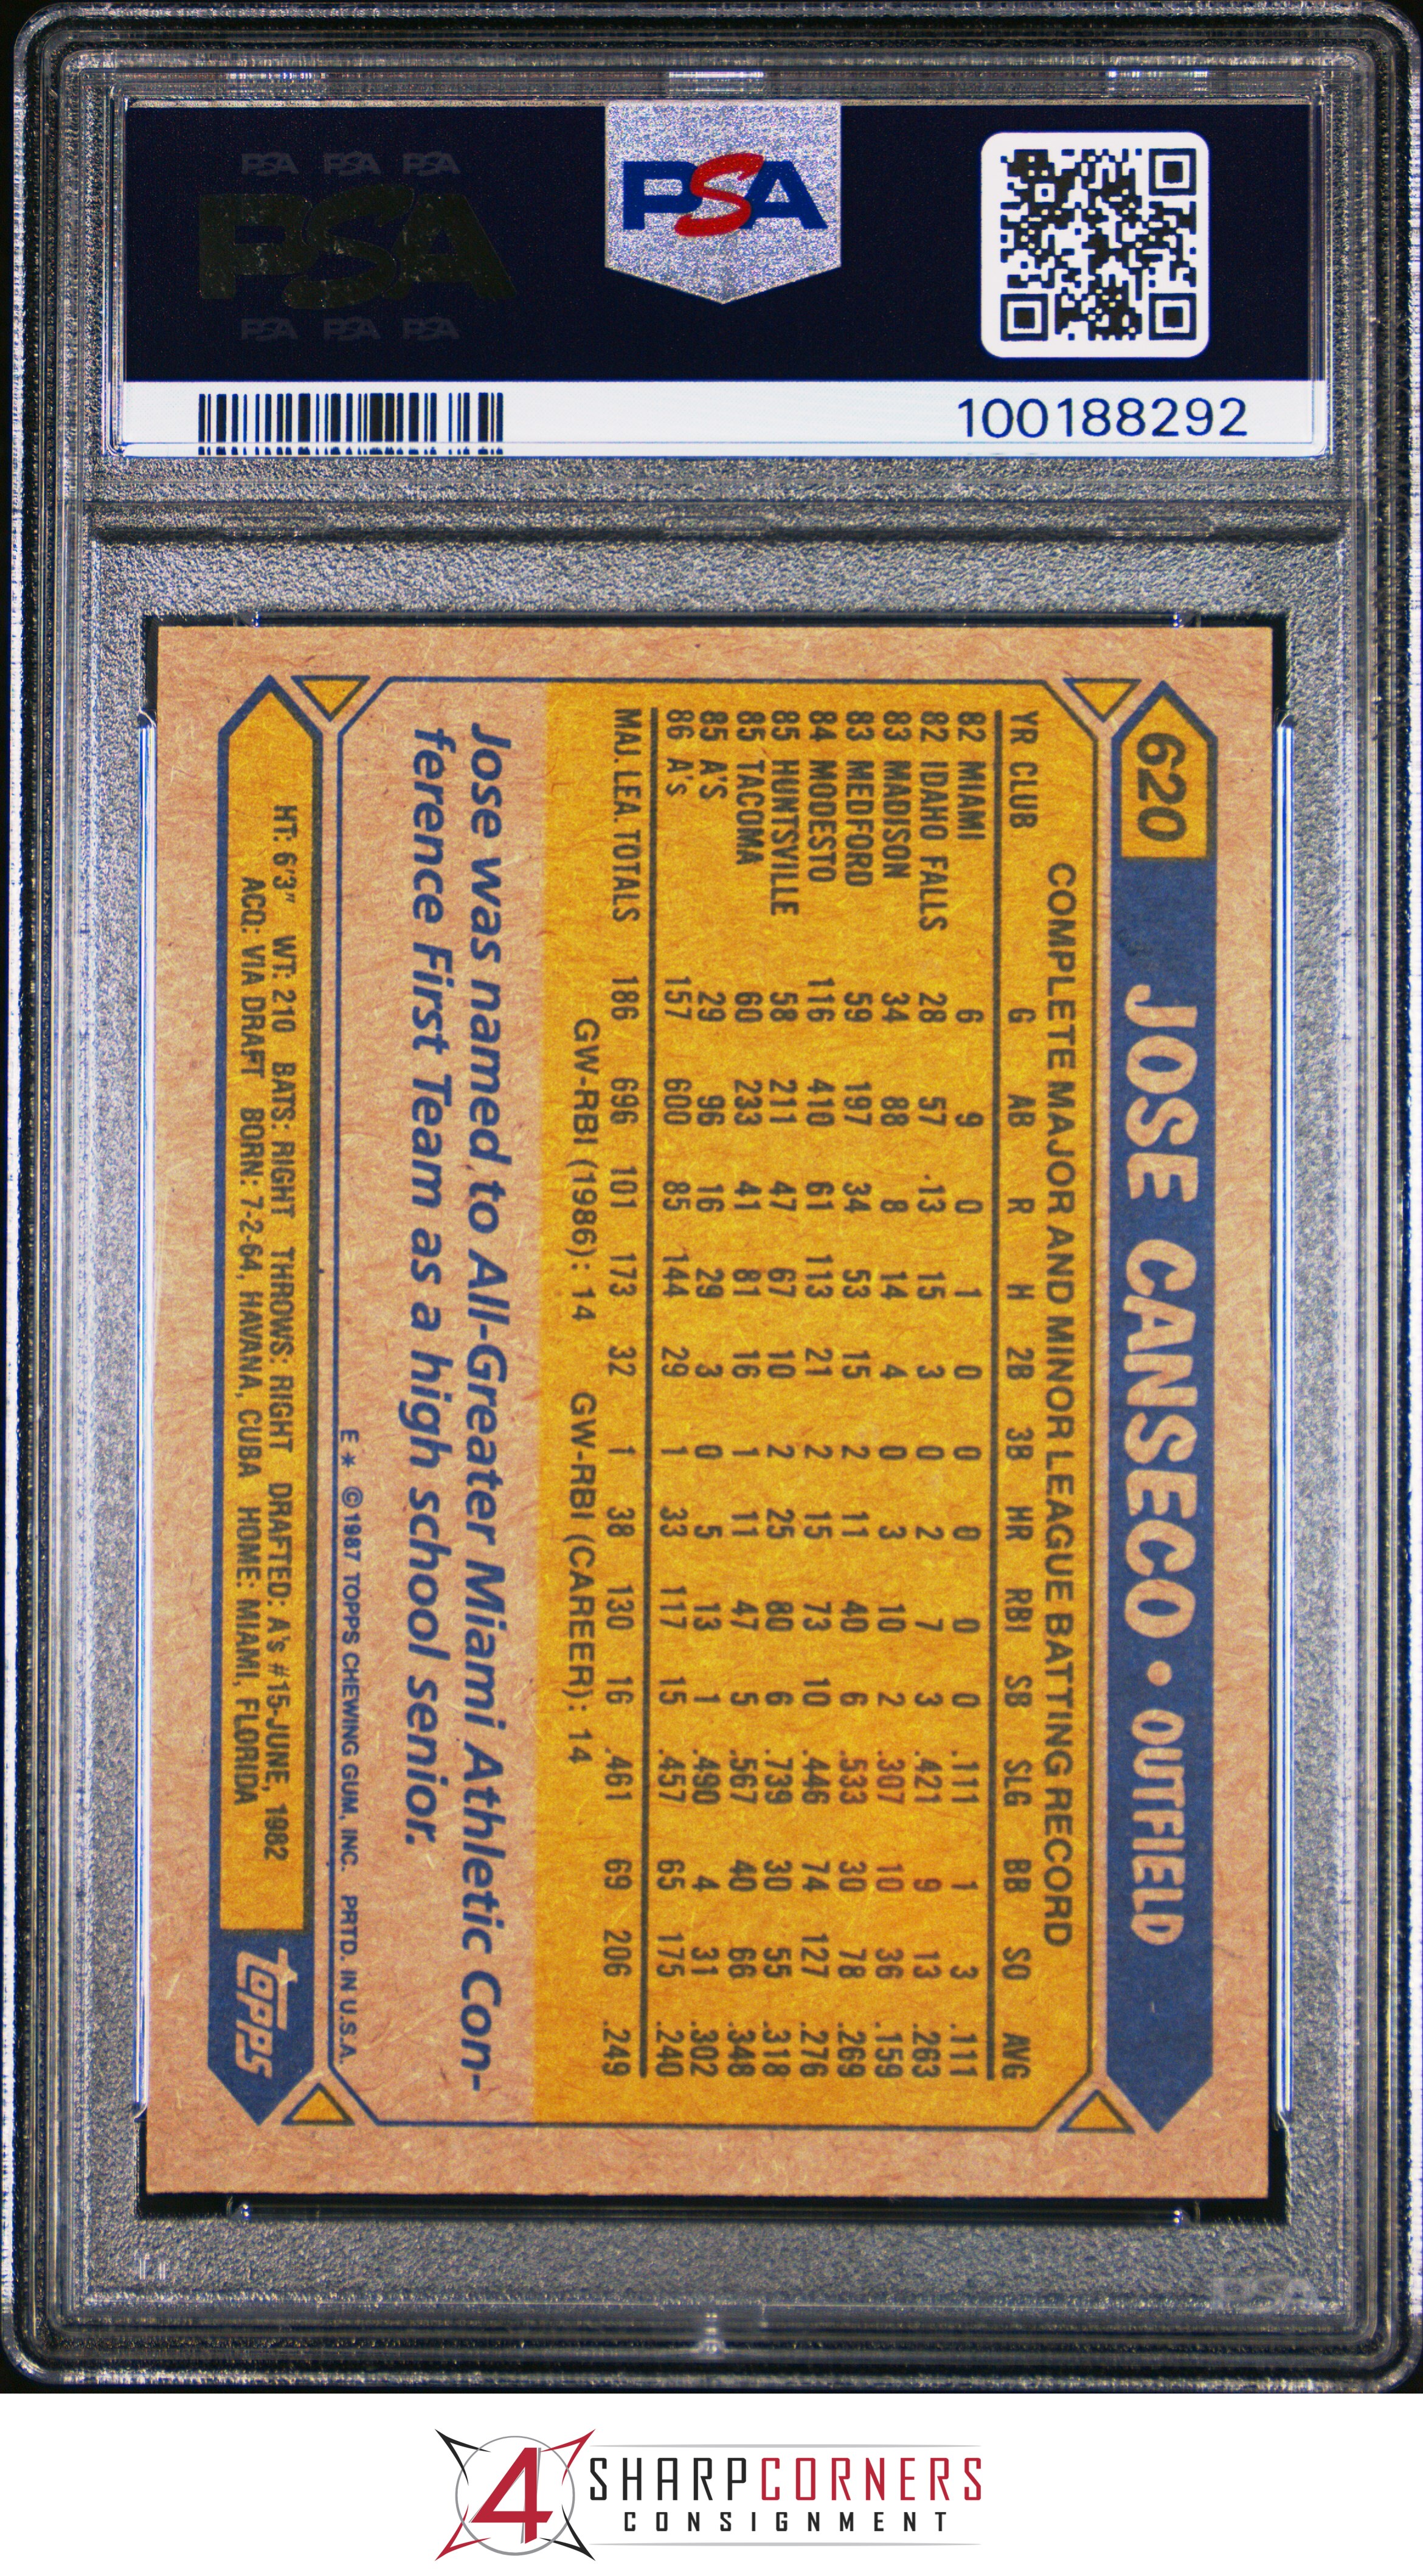 PSA PSA PSA
PSA
PSA PSA PSA
PSA
100188292
620 JOSE CANSECO • OUTFIELD
COMPLETE MAJOR AND MINOR LEAGUE BATTING RECORD
YR CLUB G AB R H 2B 3B HR RBI SB SLG BB SO AVG
82 MIAMI 6 9 0 1 0 0 0 0 0 .111 1 3 .111
82 IDAHO FALLS 28 57 13 15 3 0 2 7 3 .421 9 13 .263
83 MADISON 34 88 8 14 4 0 3 10 2 .307 10 36 .159
83 MEDFORD 59 197 34 53 15 2 11 40 6 .533 30 78 .269
84 MODESTO 116 410 61 113 21 2 15 73 10 .446 74 127 .276
85 HUNTSVILLE 58 211 47 67 10 2 25 80 6 .739 30 55 .318
85 TACOMA 60 233 41 81 16 1 11 47 5 .567 40 66 .348
85 A'S 29 96 16 29 3 0 5 13 1 .490 4 31 .302
86 A's 157 600 85 144 29 1 33 117 15 .457 65 175 .240
MAJ. LEA. TOTALS 186 696 101 173 32 1 38 130 16 .461 69 206 .249
GW-RBI (1986): 14 GW-RBI (CAREER): 14
Jose was named to All-Greater Miami Athletic Con-
ference First Team as a high school senior.
E* ©1987 TOPPS CHEWING GUM, INC. PRTD. IN U.S.A.
HT: 6'3" WT: 210 BATS: RIGHT THROWS: RIGHT DRAFTED: A's #15-JUNE, 1982
ACQ: VIA DRAFT BORN: 7-2-64, HAVANA, CUBA HOME: MIAMI, FLORIDA
TOPPS
PSA
4 SHARPCORNERS
CONSIGNMENT